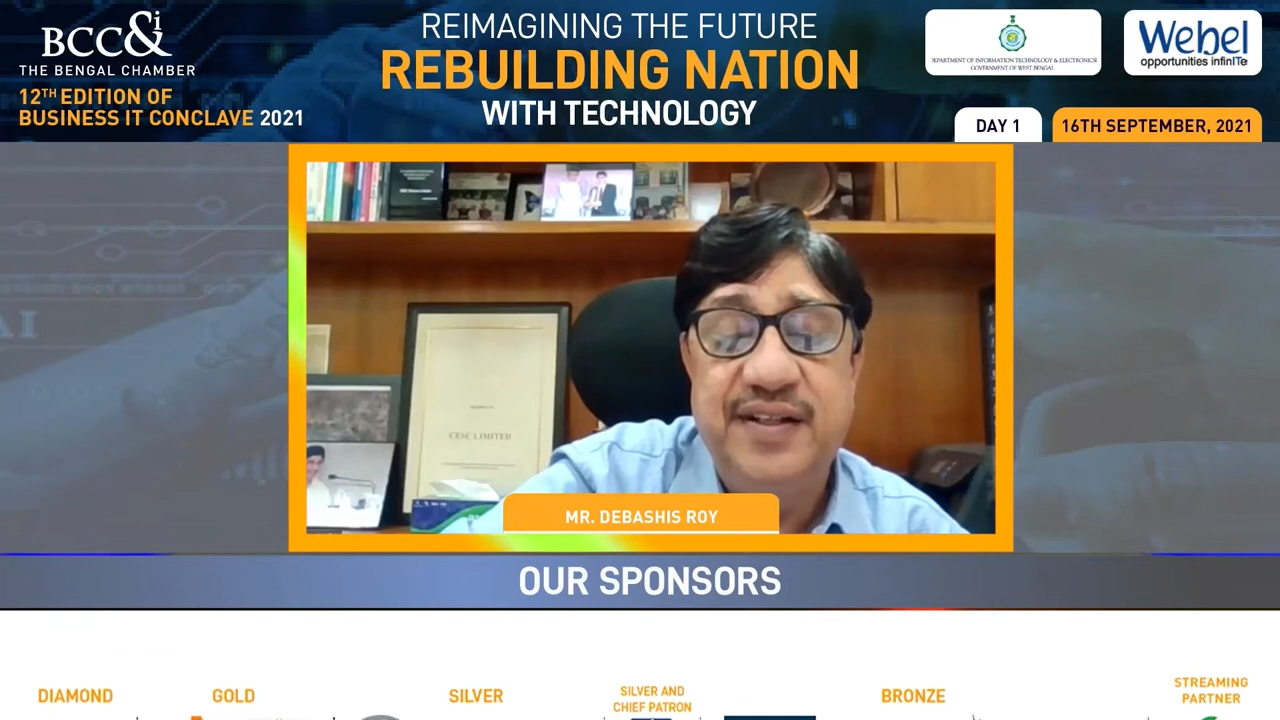 BCC&i
THE BENGAL CHAMBER
12TH EDITION OF
BUSINESS IT CONCLAVE 2021
REIMAGINING THE FUTURE
REBUILDING NATION
WITH TECHNOLOGY
DEPARTMENT OF INFORMATION TECHNOLOGY & ELECTRONICS
GOVERNMENT OF WEST BENGAL
Webel
opportunities infinITe
DAY 1
16TH SEPTEMBER, 2021
AI
CESC LIMITED
MR. DEBASHIS ROY
OUR SPONSORS
DIAMOND
GOLD
SILVER
SILVER AND
CHIEF PATRON
BRONZE
STREAMING
PARTNER